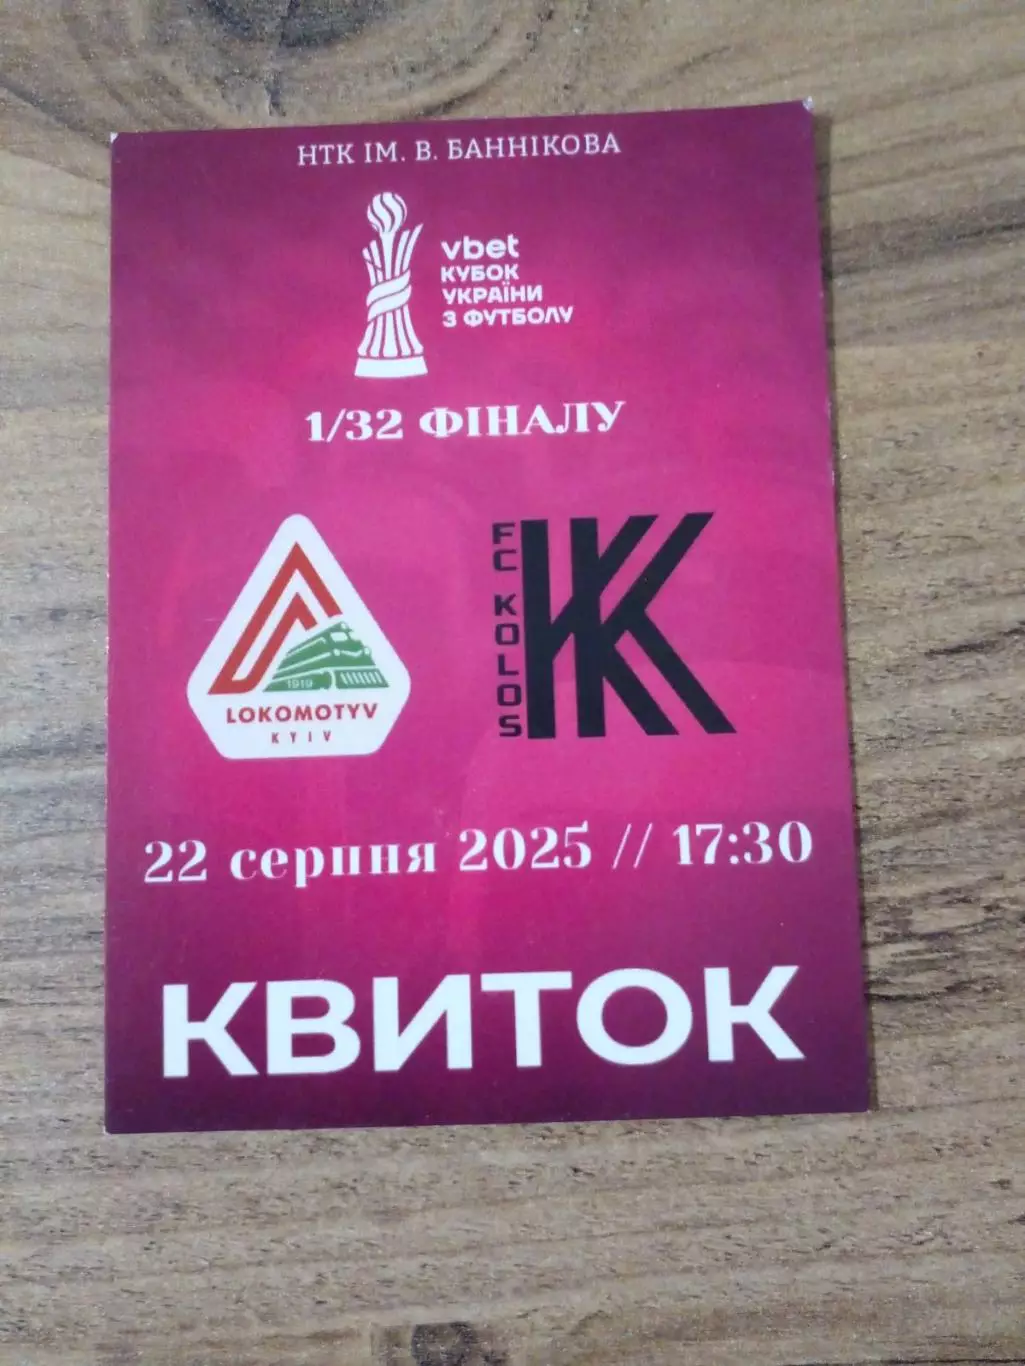 НТК ІМ. В. БАННІКОВА
vbet
КУБОК
УКРАЇНИ
З ФУТБОЛУ
1/32 ФІНАЛУ
1919
LOKOMOTYV
KYIV
FC KOLOS
22 серпня 2025 // 17:30
КВИТОК